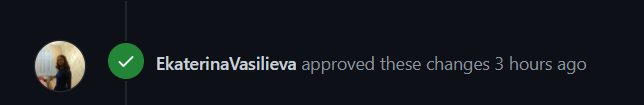 EkaterinaVasilieva approved these changes 3 hours ago